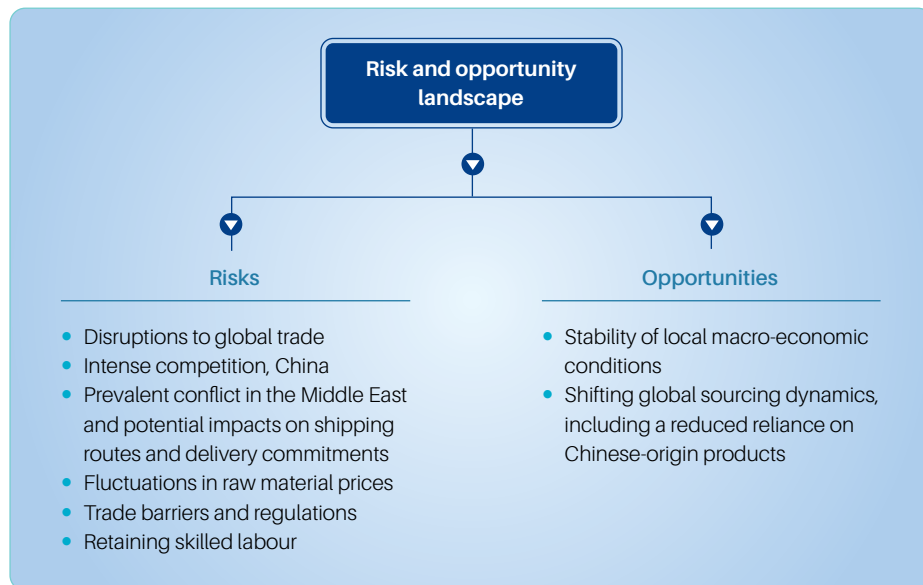 Risk and opportunity
landscape
Risks
• Disruptions to global trade
• Intense competition, China
• Prevalent conflict in the Middle East
and potential impacts on shipping
routes and delivery commitments
• Fluctuations in raw material prices
• Trade barriers and regulations
• Retaining skilled labour
Opportunities
• Stability of local macro-economic
conditions
• Shifting global sourcing dynamics,
including a reduced reliance on
Chinese-origin products